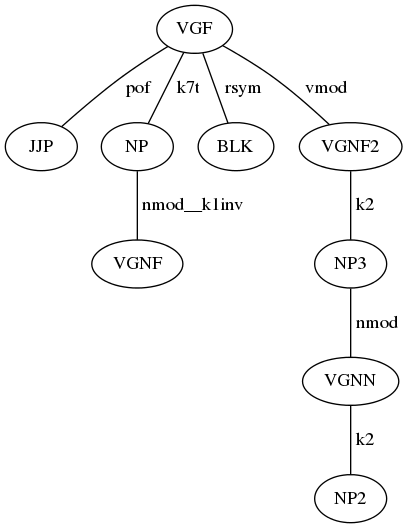 VGF
pof k7t rsym vmod
JJP NP BLK VGNF2
nmod__k1inv k2
VGNF NP3
nmod
VGNN
k2
NP2